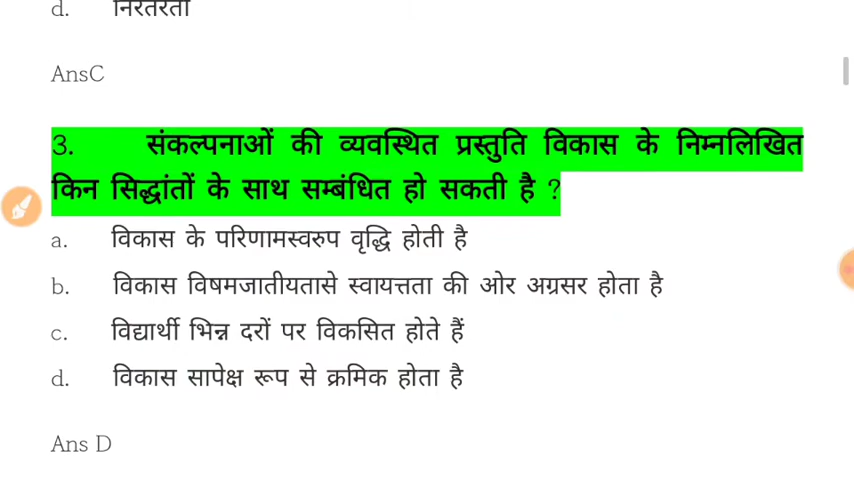 d. निरंतरता
AnsC
3. संकल्पनाओं की व्यवस्थित प्रस्तुति विकास के निम्नलिखित
किन सिद्धांतों के साथ सम्बंधित हो सकती है ?
a. विकास के परिणामस्वरुप वृद्धि होती है
b. विकास विषमजातीयतासे स्वायत्तता की ओर अग्रसर होता है
c. विद्यार्थी भिन्न दरों पर विकसित होते हैं
d. विकास सापेक्ष रूप से क्रमिक होता है
Ans D